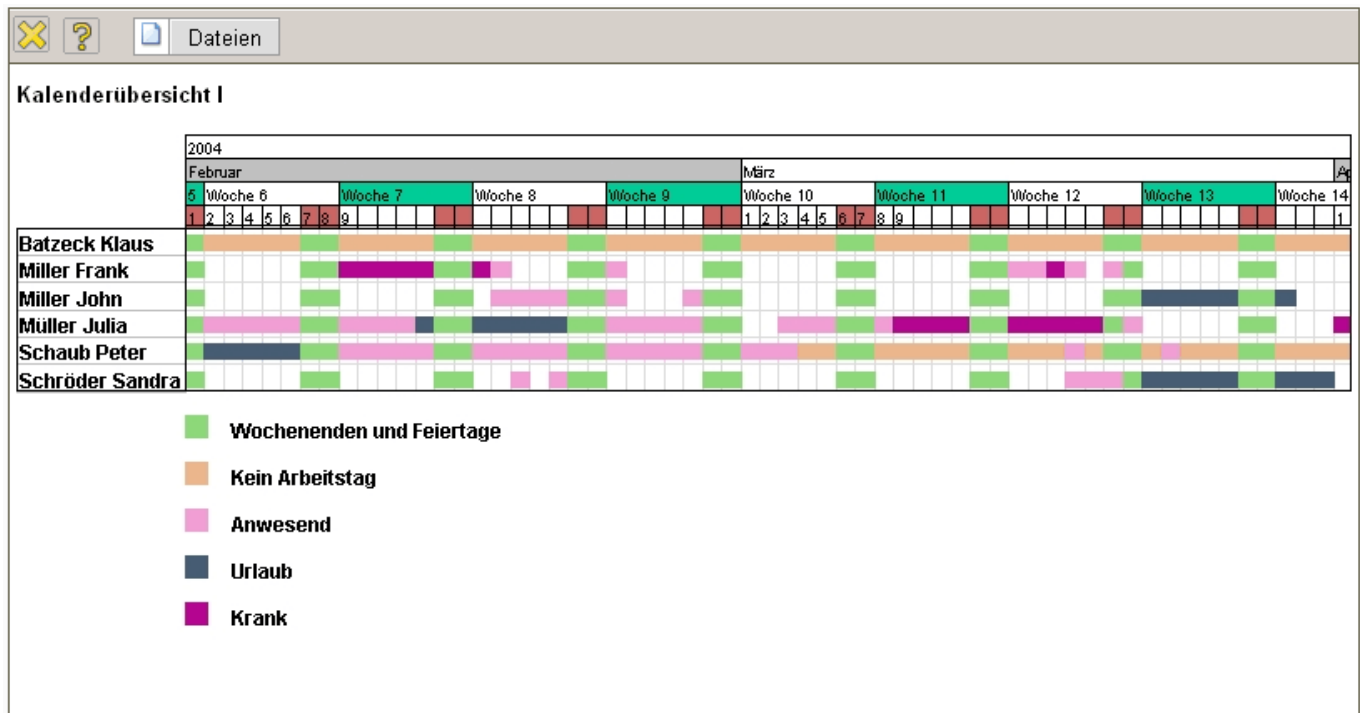 Dateien
Kalenderübersicht I
2004
Februar März Ap
5 Woche 6 Woche 7 Woche 8 Woche 9 Woche 10 Woche 11 Woche 12 Woche 13 Woche 14
1 2 3 4 5 6 7 8 9 1 2 3 4 5 6 7 8 9 1
Batzeck Klaus
Miller Frank
Miller John
Müller Julia
Schaub Peter
Schröder Sandra
Wochenenden und Feiertage
Kein Arbeitstag
Anwesend
Urlaub
Krank